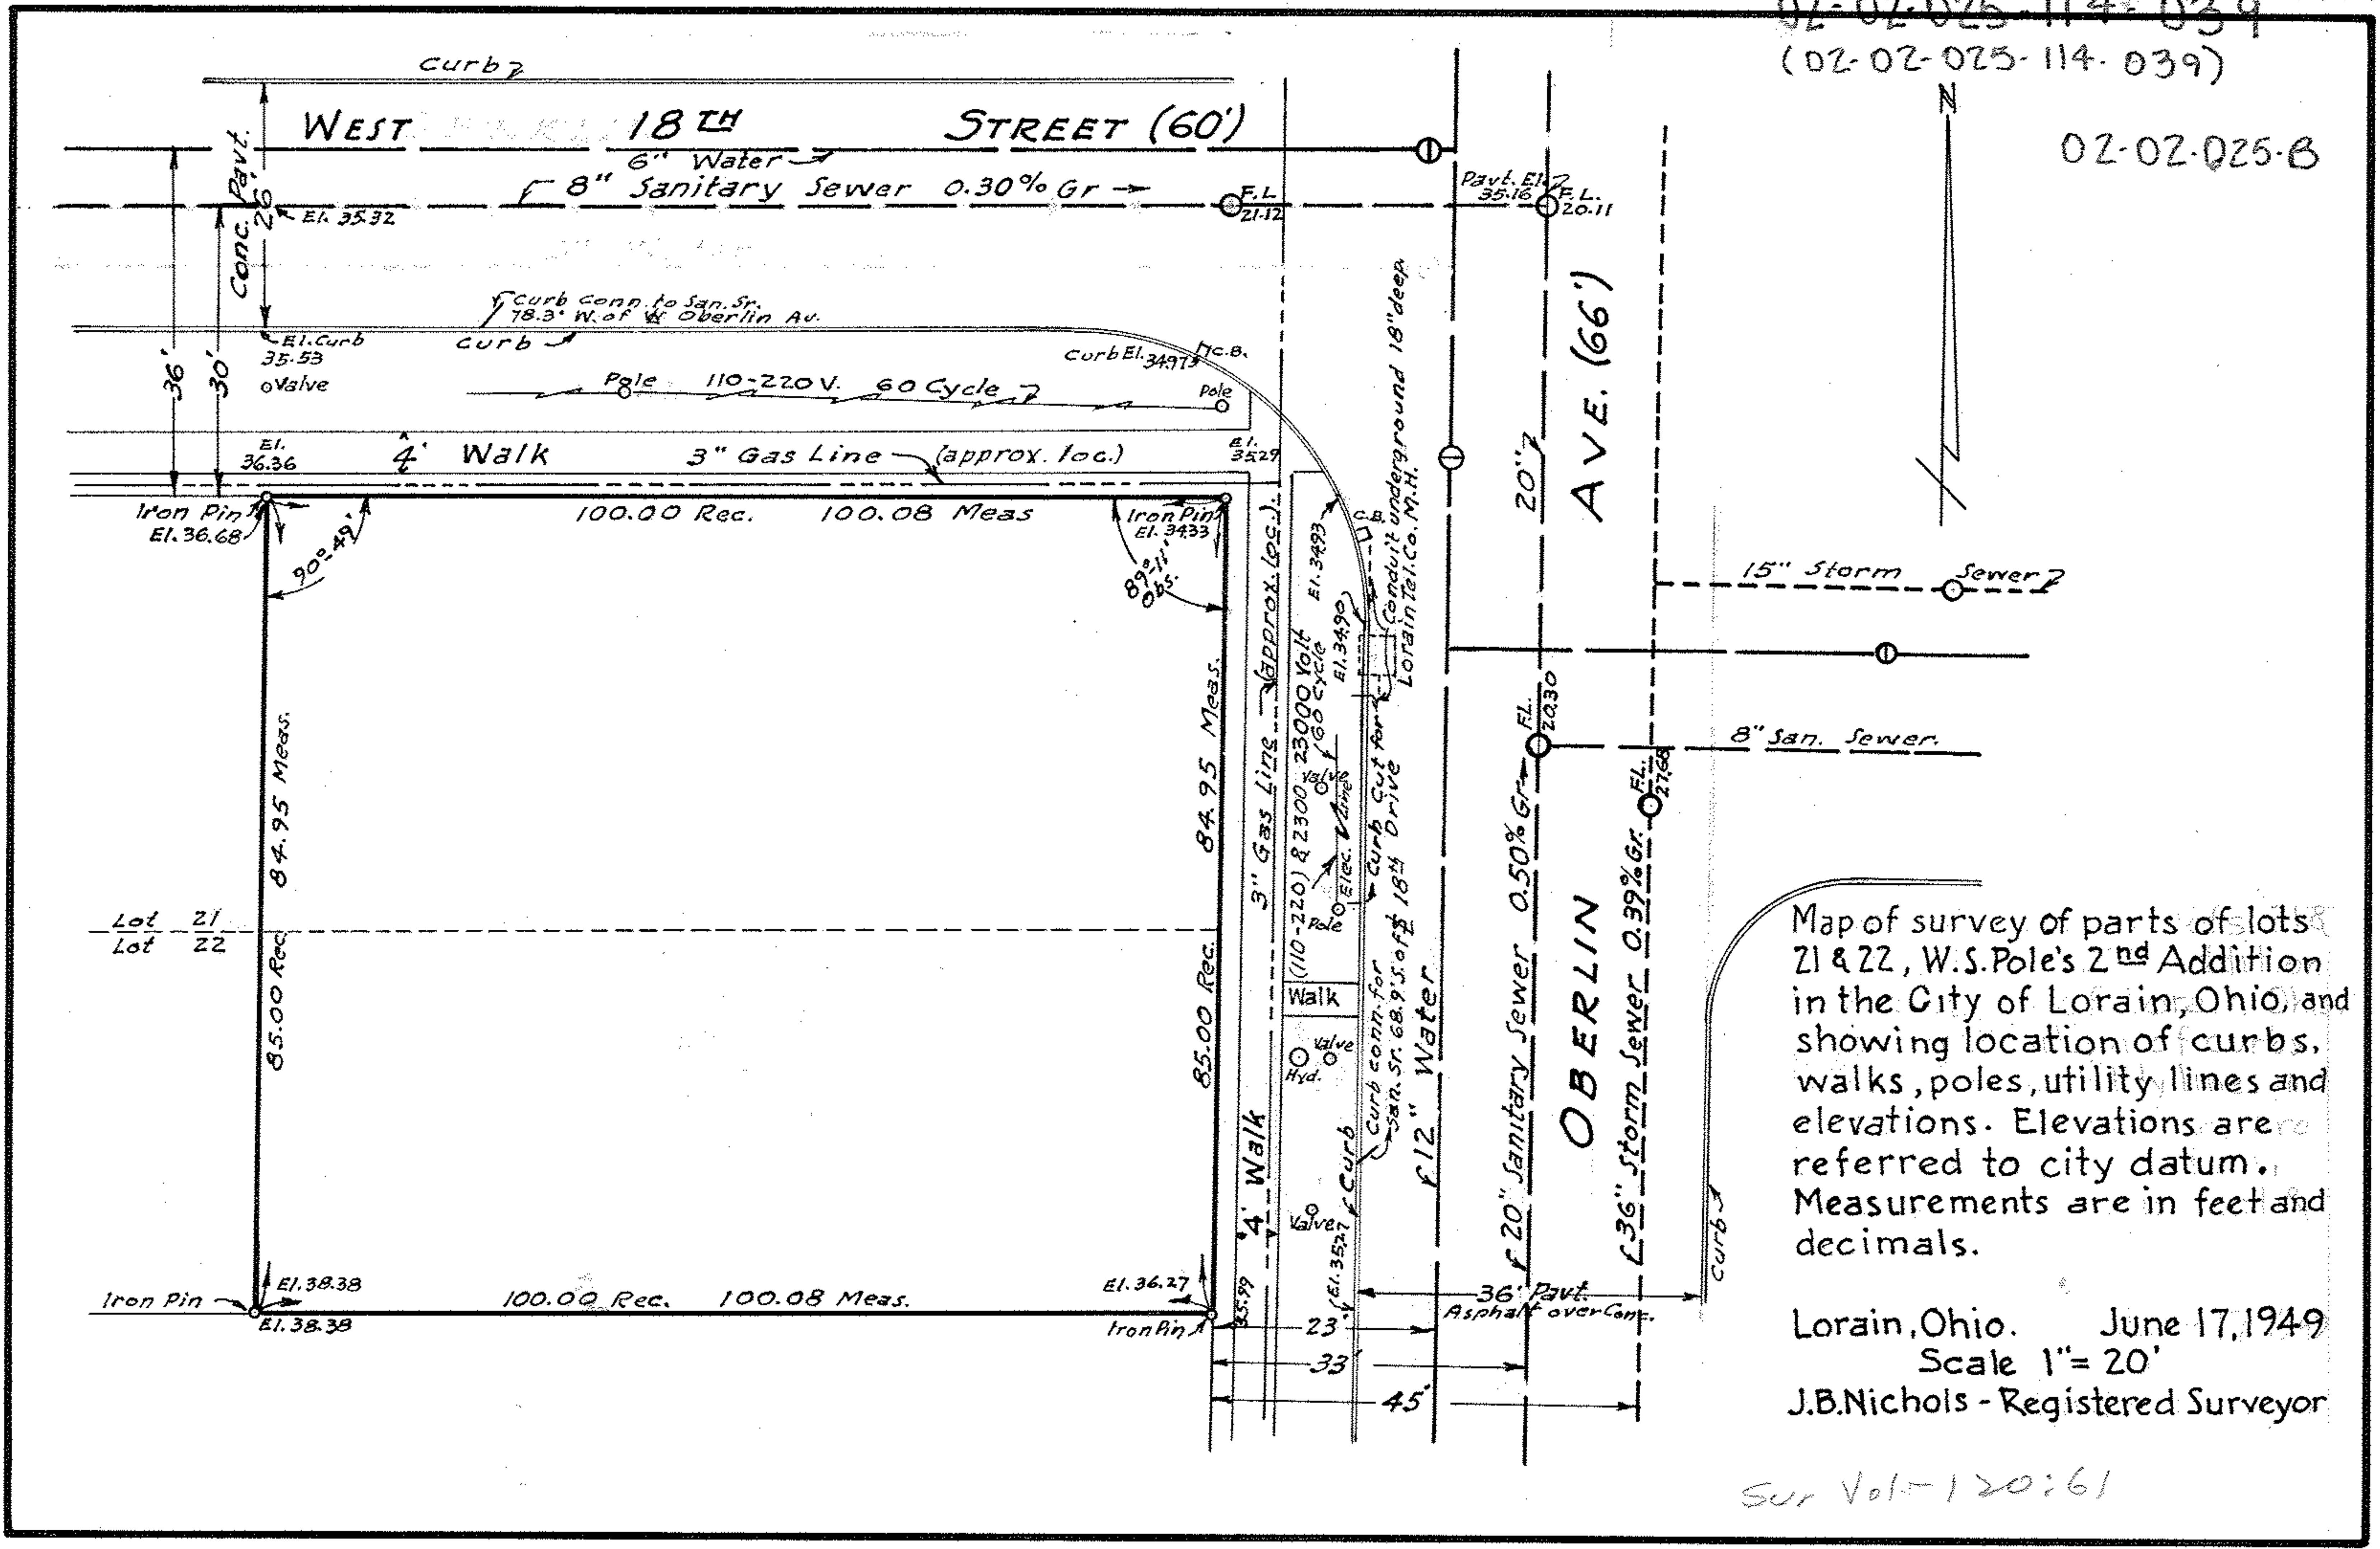 02-02-025-114-039
(02-02-025-114-039)
N
02-02-025-B
Curb
WEST 18TH STREET (60')
6" Water
8" Sanitary Sewer 0.30% Gr
Conc. Pavt.
26'
El. 35.32
F.L.
21.12
Pavt. El.
35.16
F.L.
20.11
Curb Conn. to San. Sr.
78.3' W. of ℄ Oberlin Av.
El. Curb
35.53
Curb
Curb El. 34.975
C.B.
36'
30'
Valve
Pole 110-220 V. 60 Cycle
Pole
El.
36.36
4' Walk
3" Gas Line (approx. loc.)
El.
35.29
Iron Pin
El. 36.68
100.00 Rec. 100.08 Meas
Iron Pin
El. 34.33
90°-49'
89°-11'
Obs.
85.00 Rec. 84.95 Meas.
85.00 Rec. 84.95 Meas.
Lot 21
Lot 22
4' Walk
3" Gas Line (approx. loc.)
(110-220) & 2300 23000 Volt
60 Cycle
El. 34.93
El. 34.90
C.B.
Conduit underground 18" deep.
Lorain Tel. Co. M.H.
Valve
Elec. Line
Pole
Curb Cut for
Drive
Walk
Valve
Hyd.
Curb conn. for
San. Sr. 68.9' S. of ℄ 18th
Valve
Curb
El. 35.27
12" Water
20"
20" Sanitary Sewer 0.50% Gr.
F.L.
20.30
OBERLIN AVE. (66')
36" Storm Sewer 0.39% Gr.
F.L.
27.68
15" Storm Sewer
8" San. Sewer.
Curb
Iron Pin
El. 38.38
El. 38.38
100.00 Rec. 100.08 Meas.
El. 36.27
Iron Pin
35.99
36' Pavt.
Asphalt over Conc.
23'
33'
45'
Map of survey of parts of lots
21 & 22, W.S. Pole's 2nd Addition
in the City of Lorain, Ohio, and
showing location of curbs,
walks, poles, utility lines and
elevations. Elevations are
referred to city datum.
Measurements are in feet and
decimals.
Lorain, Ohio. June 17, 1949
Scale 1"= 20'
J.B. Nichols - Registered Surveyor
Sur Vol-120:61